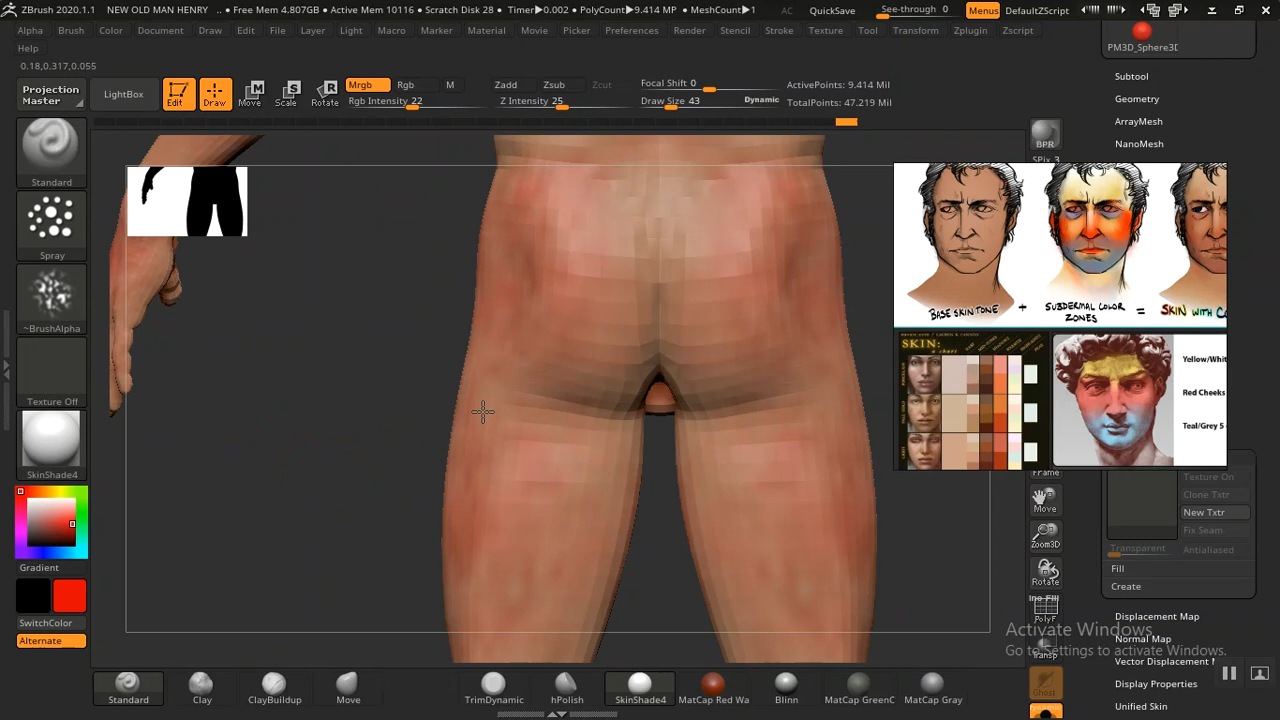 ZBrush 2020.1.1 NEW OLD MAN HENRY .. • Free Mem 4.807GB • Active Mem 10116 • Scratch Disk 28 • Timer▶0.002 • PolyCount▶9.414 MP • MeshCount▶1 AC QuickSave See-through 0 Menus DefaultZScript
Alpha Brush Color Document Draw Edit File Layer Light Macro Marker Material Movie Picker Preferences Render Stencil Stroke Texture Tool Transform Zplugin Zscript
Help
0.18,0.317,0.055
Projection Master LightBox Edit Draw Move Scale Rotate
Mrgb Rgb M Zadd Zsub Zcut Focal Shift 0 ActivePoints: 9.414 Mil
Rgb Intensity 22 Z Intensity 25 Draw Size 43 Dynamic TotalPoints: 47.219 Mil
PM3D_Sphere3D
Subtool
Geometry
ArrayMesh
NanoMesh
BPR
SPix 3
Standard
Spray
~BrushAlpha
Texture Off
SkinShade4
Gradient
SwitchColor
Alternate
BASE SKIN TONE + SUBDERMAL COLOR ZONES = SKIN WITH CO
SKIN:
Yellow/Whit
Red Cheeks
Teal/Grey 5
Frame
Move
Zoom3D
Rotate
PolyF
Transp
Ghost
Texture On
Clone Txtr
New Txtr
Fix Seam
Transparent Antialiased
Fill
Create
Displacement Map
Normal Map
Vector Displacement
Display Properties
Unified Skin
Activate Windows
Go to Settings to activate Windows.
Standard Clay ClayBuildup Move TrimDynamic hPolish SkinShade4 MatCap Red Wa Blinn MatCap GreenC MatCap Gray